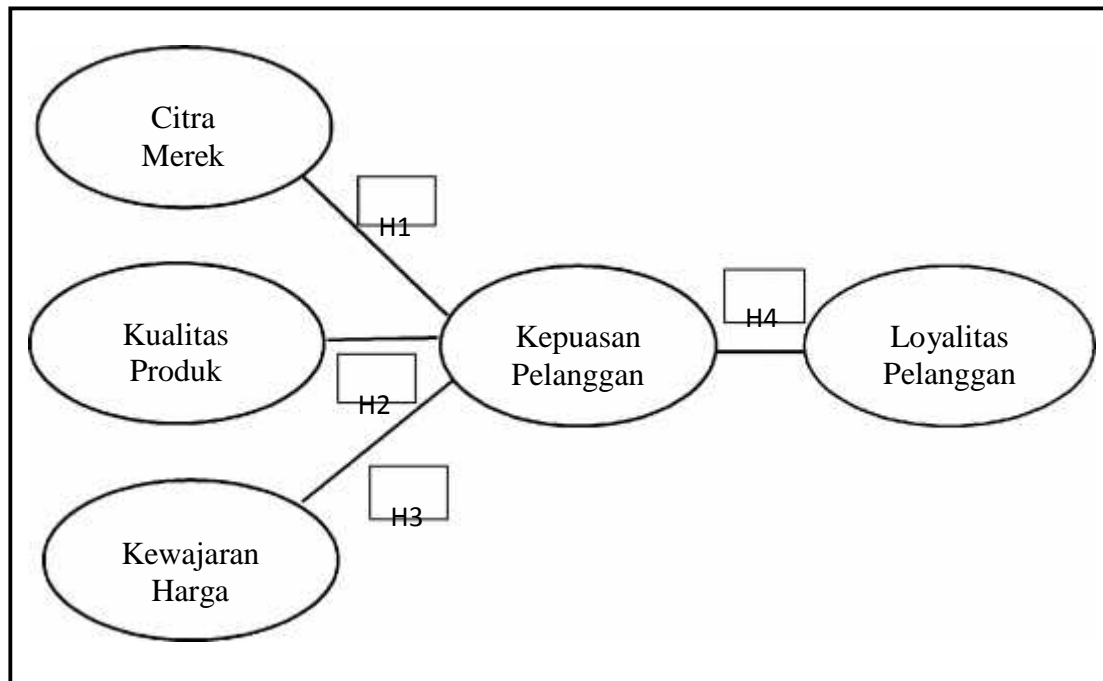 Citra
Merek
H1
Kualitas
Produk
H2
Kepuasan
Pelanggan
H4
Loyalitas
Pelanggan
H3
Kewajaran
Harga